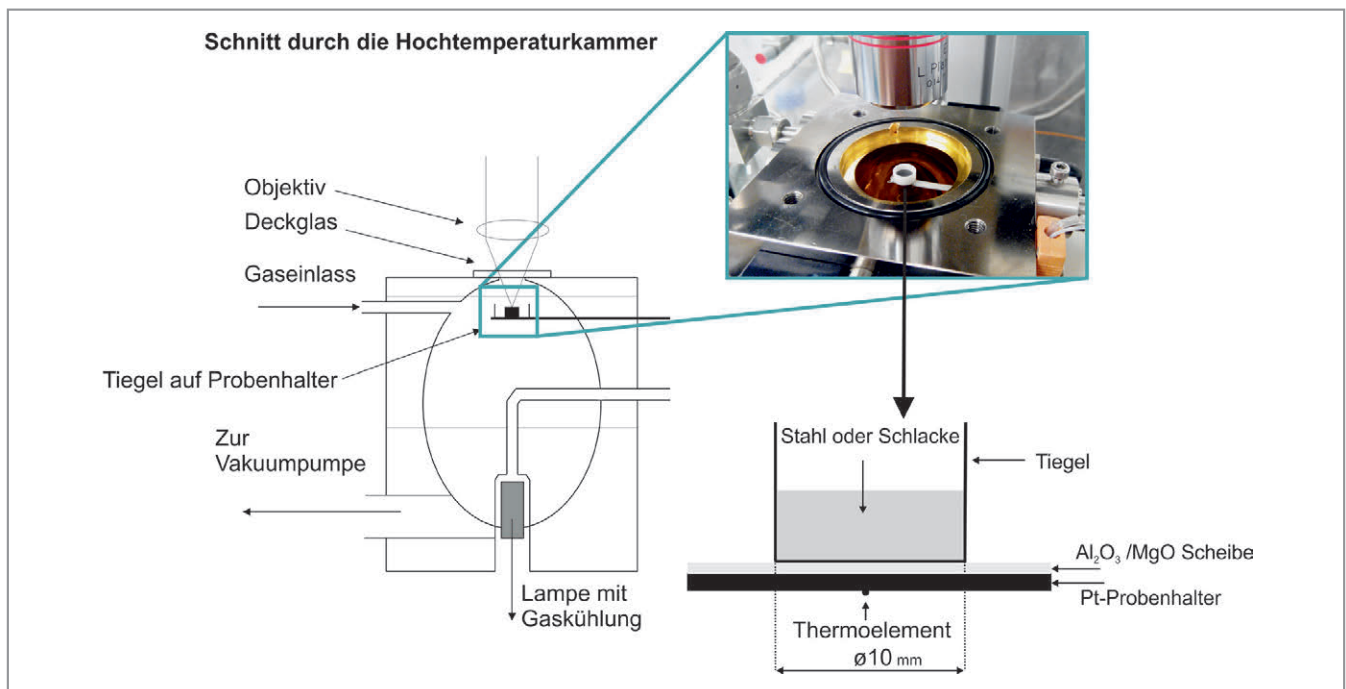 Schnitt durch die Hochtemperaturkammer
L P
Objektiv
Deckglas
Gaseinlass
Tiegel auf Probenhalter
Zur
Vakuumpumpe
Lampe mit
Gaskühlung
Stahl oder Schlacke
Tiegel
Al₂O₃ /MgO Scheibe
Pt-Probenhalter
Thermoelement
ø10 mm